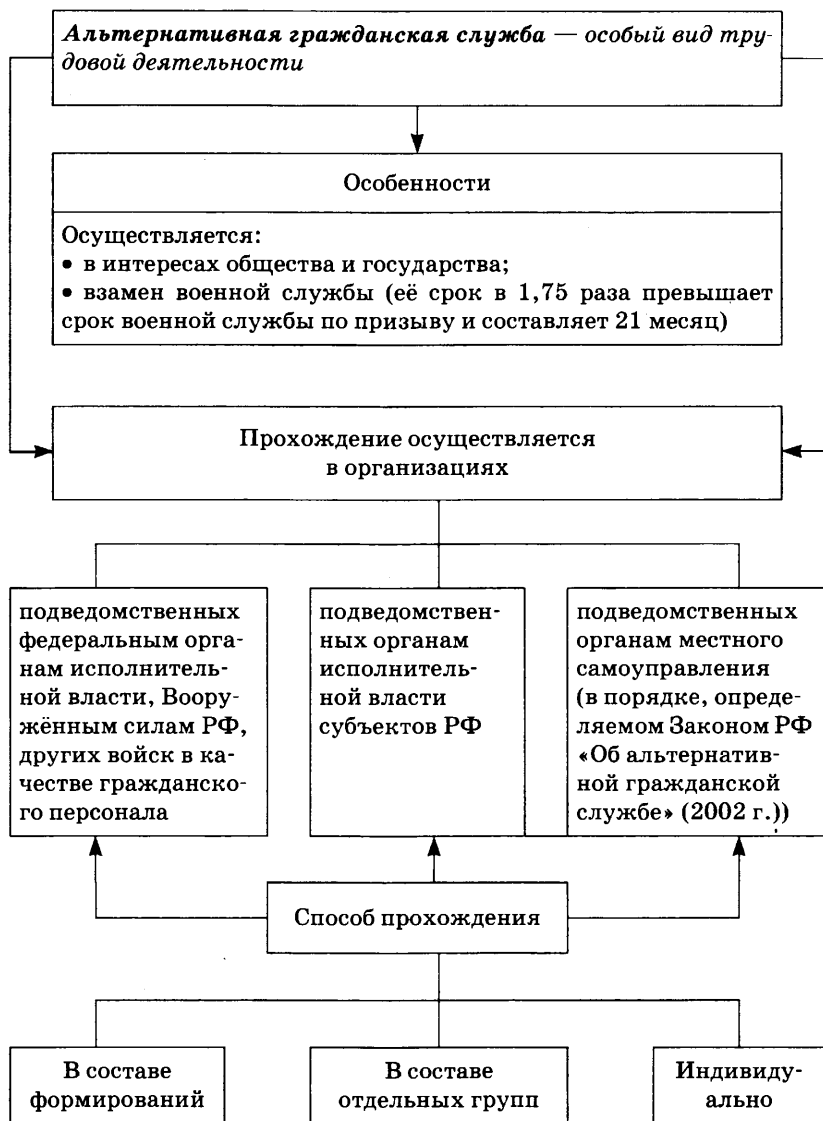 Альтернативная гражданская служба — особый вид тру-
довой деятельности
Особенности
Осуществляется:
• в интересах общества и государства;
• взамен военной службы (её срок в 1,75 раза превышает
срок военной службы по призыву и составляет 21 месяц)
Прохождение осуществляется
в организациях
подведомственных
федеральным орга-
нам исполнитель-
ной власти, Воору-
жённым силам РФ,
других войск в ка-
честве гражданско-
го персонала
подведомствен-
ных органам
исполнитель-
ной власти
субъектов РФ
подведомственных
органам местного
самоуправления
(в порядке, опреде-
ляемом Законом РФ
«Об альтернатив-
ной гражданской
службе» (2002 г.))
Способ прохождения
В составе
формирований
В составе
отдельных групп
Индивиду-
ально